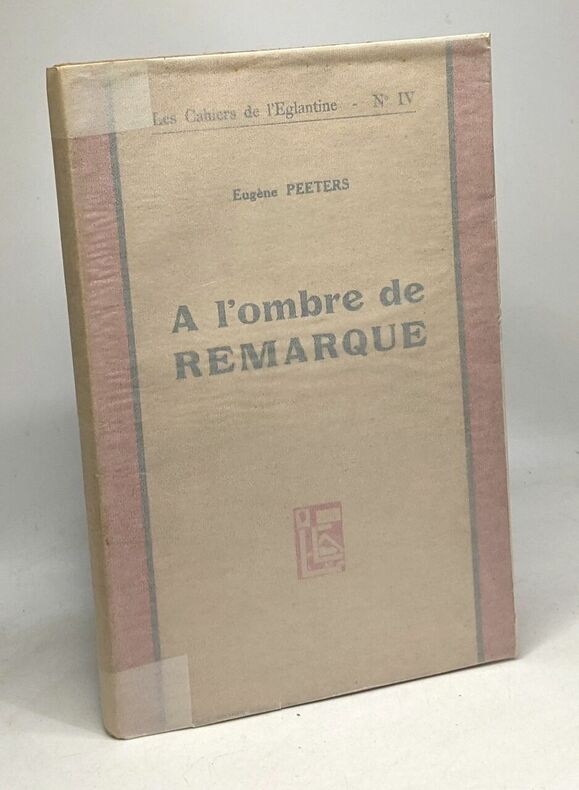 Les Cahiers de l'Eglantine - N° IV
Eugène PEETERS
A l'ombre de
REMARQUE